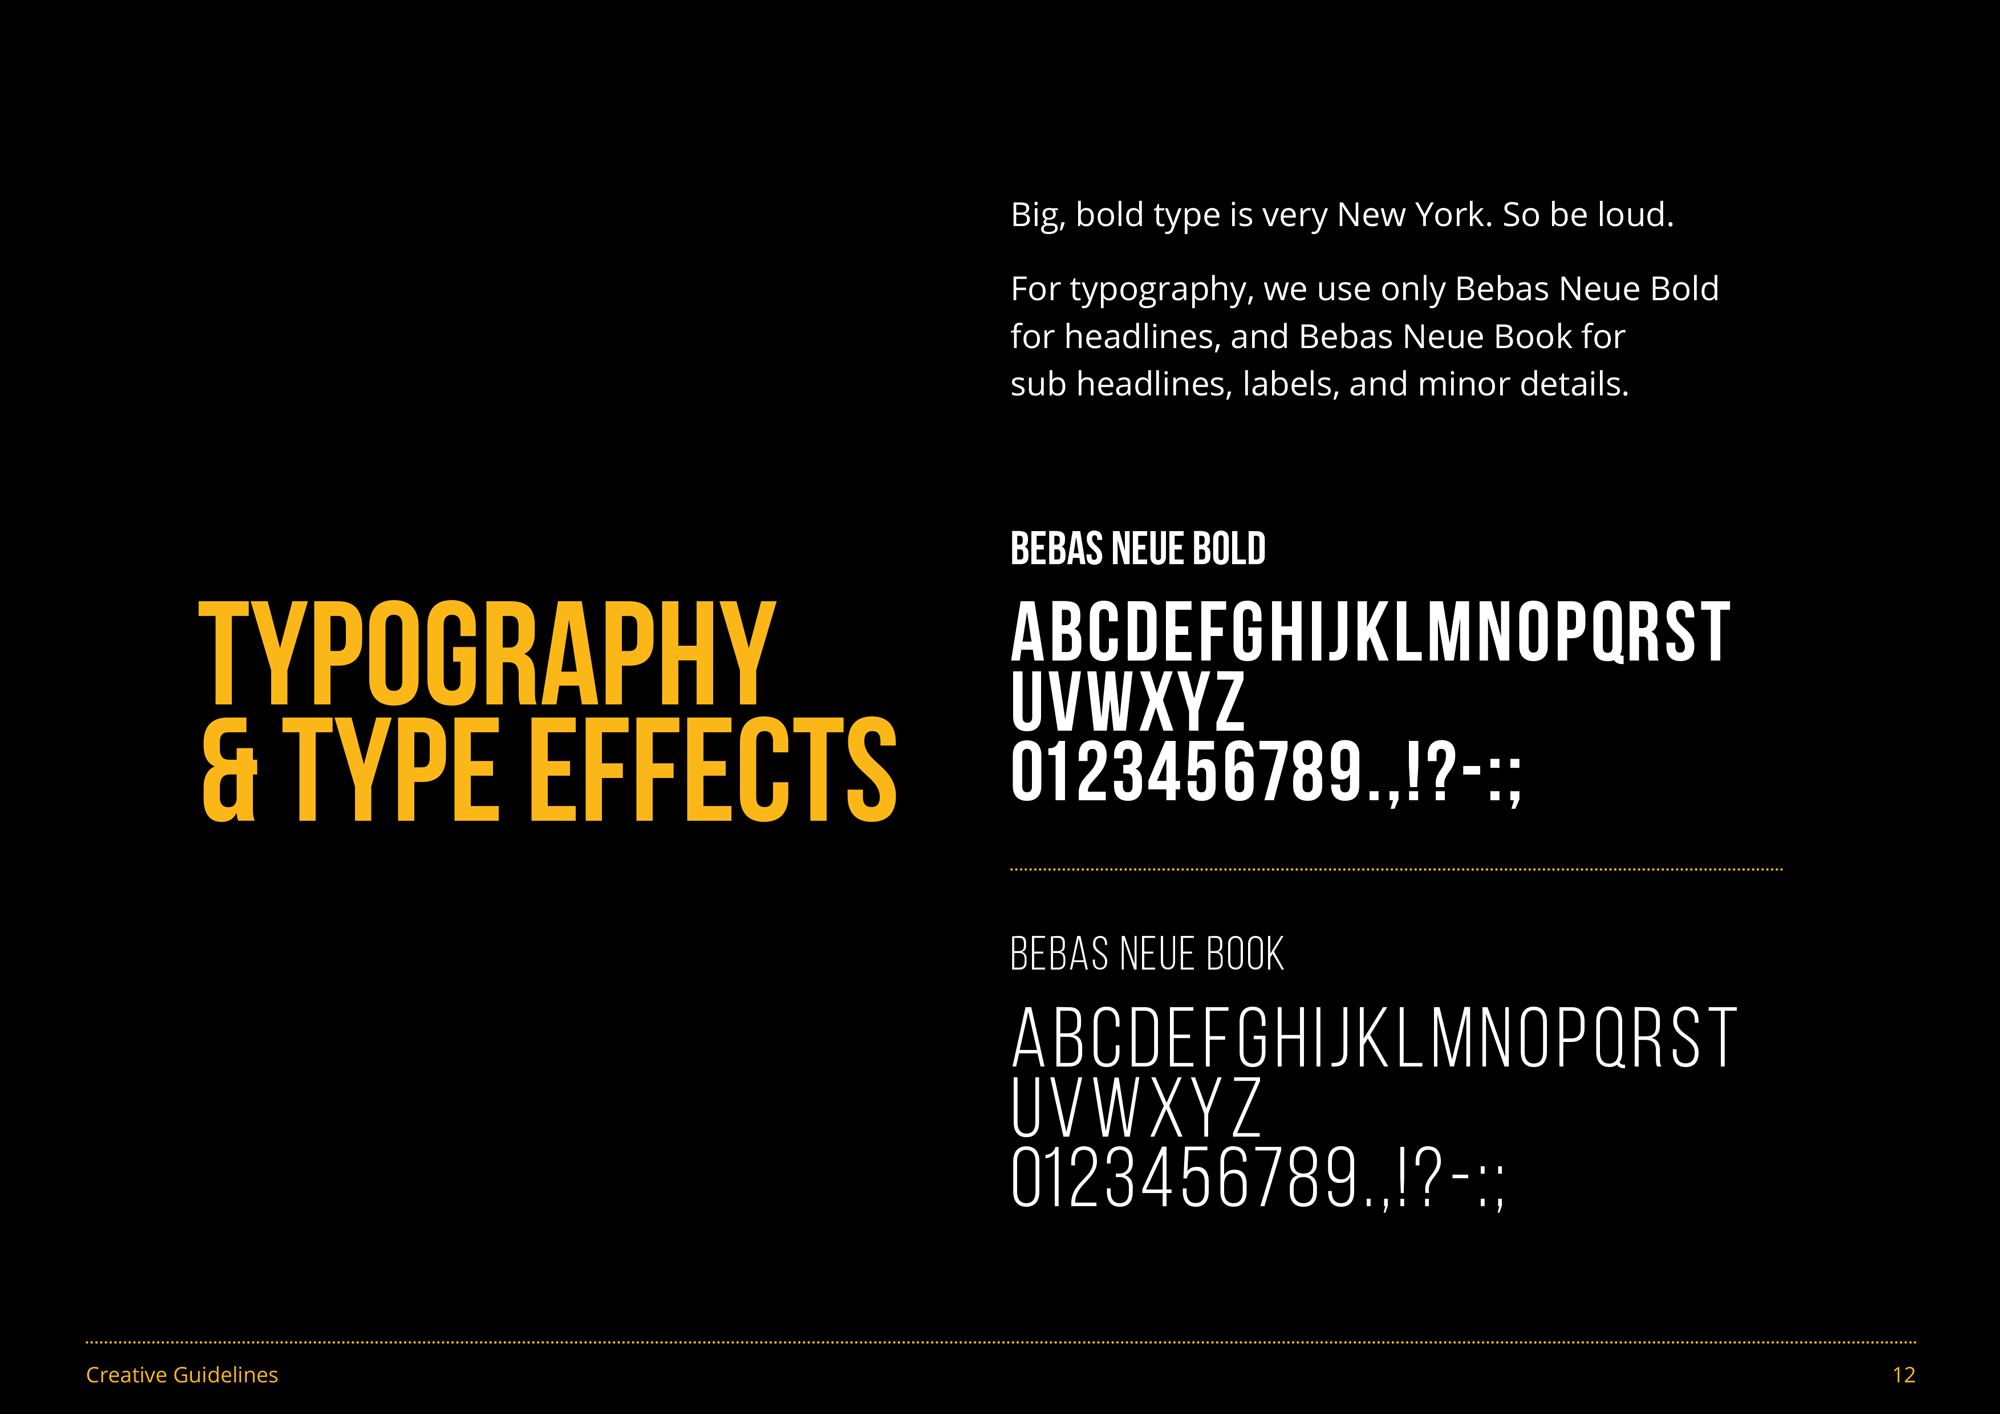 Big, bold type is very New York. So be loud.
For typography, we use only Bebas Neue Bold
for headlines, and Bebas Neue Book for
sub headlines, labels, and minor details.
TYPOGRAPHY
& TYPE EFFECTS
BEBAS NEUE BOLD
ABCDEFGHIJKLMNOPQRST
UVWXYZ
0123456789.,!?-:;
BEBAS NEUE BOOK
ABCDEFGHIJKLMNOPQRST
UVWXYZ
0123456789.,!?-:;
Creative Guidelines
12